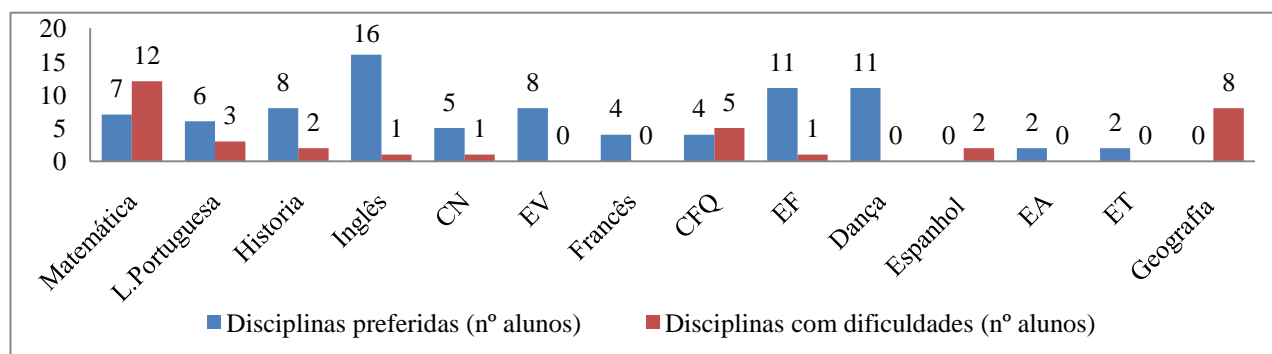 20
15
10
5
0
7 12
6 3
8 2
16 1
5 1
8 0
4 0
4 5
11 1
11 0
0 2
2 0
2 0
0 8
Matemática
L.Portuguesa
Historia
Inglês
CN
EV
Francês
CFQ
EF
Dança
Espanhol
EA
ET
Geografia
Disciplinas preferidas (nº alunos) Disciplinas com dificuldades (nº alunos)